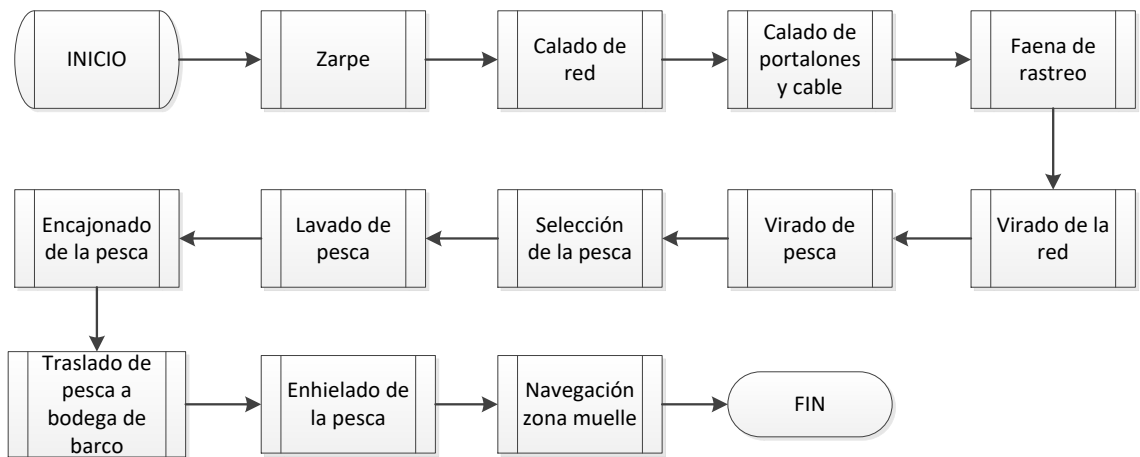 INICIO
Zarpe
Calado de
red
Calado de
portalones
y cable
Faena de
rastreo
Virado de la
red
Virado de
pesca
Selección
de la pesca
Lavado de
pesca
Encajonado
de la pesca
Traslado de
pesca a
bodega de
barco
Enhielado de
la pesca
Navegación
zona muelle
FIN